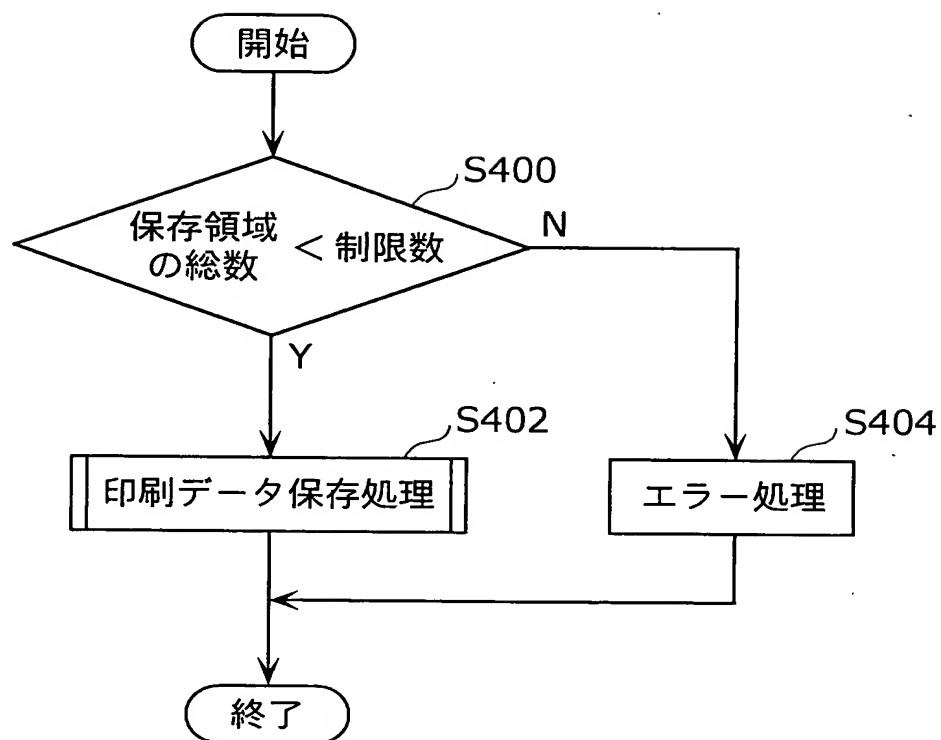 開始
S400
保存領域
の総数 < 制限数
N
Y
S402
印刷データ保存処理
S404
エラー処理
終了